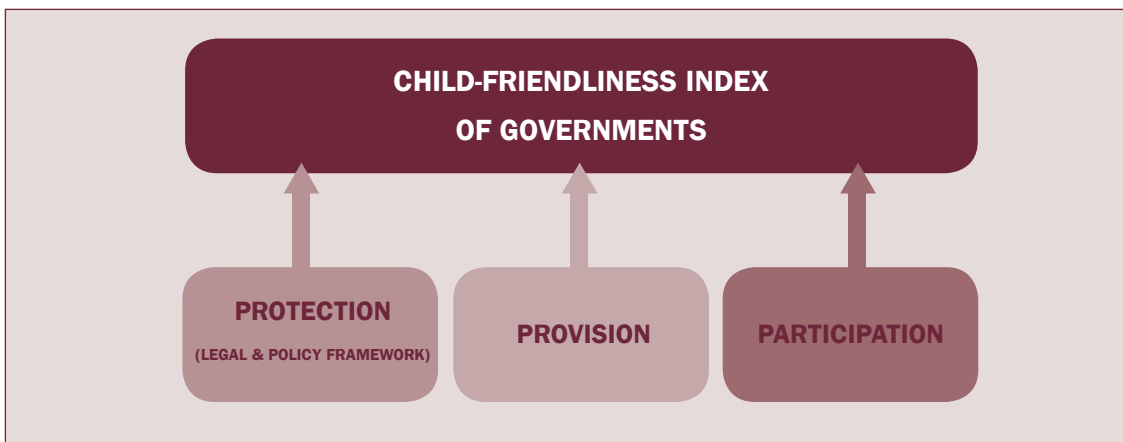 CHILD-FRIENDLINESS INDEX
OF GOVERNMENTS
PROTECTION
(LEGAL & POLICY FRAMEWORK)
PROVISION
PARTICIPATION